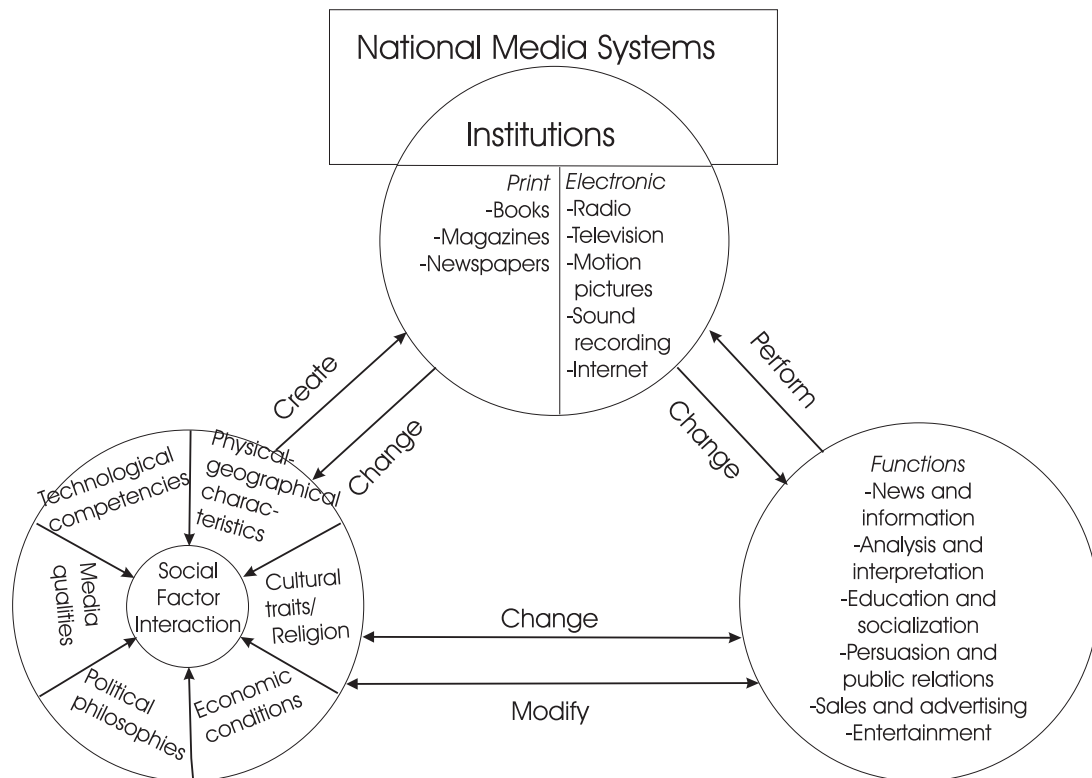 National Media Systems
Institutions
Print
-Books
-Magazines
-Newspapers
Electronic
-Radio
-Television
-Motion
pictures
-Sound
recording
-Internet
Create
Change
Perform
Change
Technological
competencies
Physical-
geographical
charac-
teristics
Media
qualities
Social
Factor
Interaction
Cultural
traits/
Religion
Political
philosophies
Economic
conditions
Change
Modify
Functions
-News and
information
-Analysis and
interpretation
-Education and
socialization
-Persuasion and
public relations
-Sales and advertising
-Entertainment